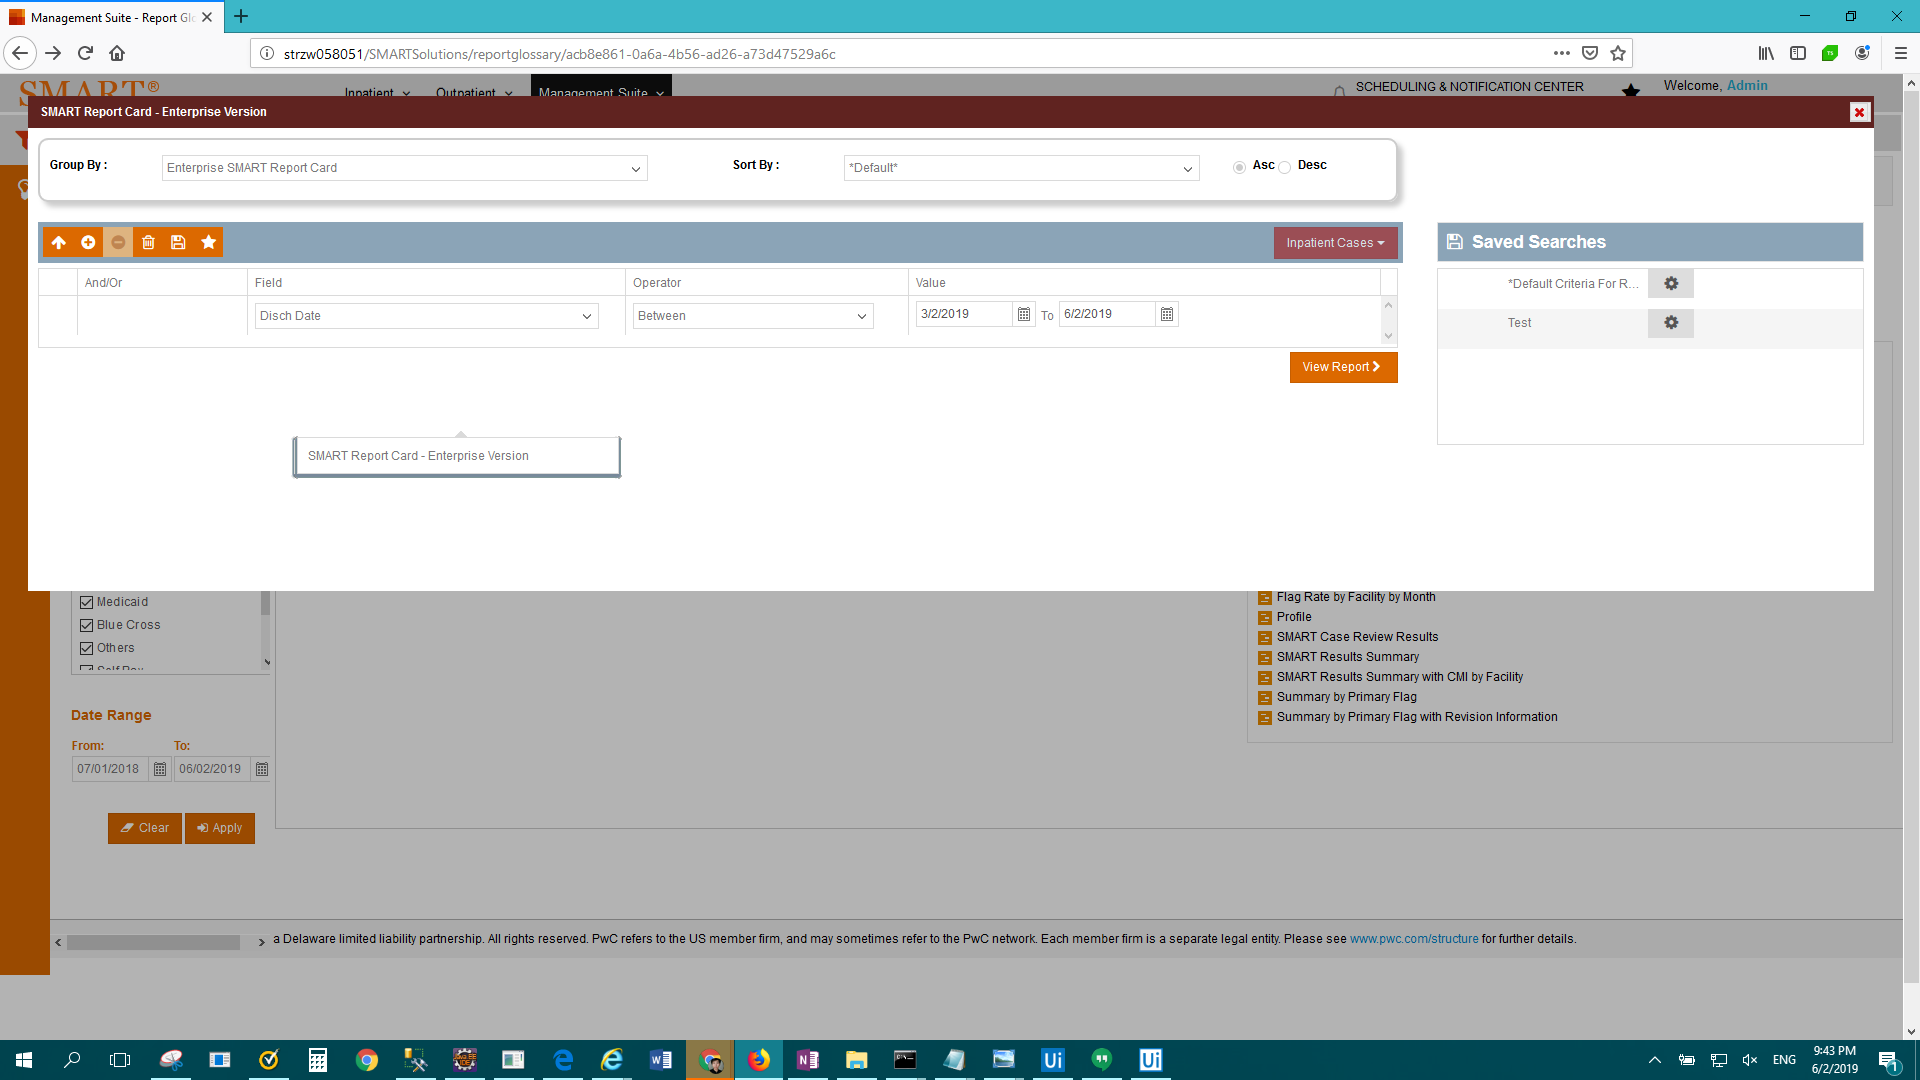 Management Suite - Report Glo
strzw058051/SMARTSolutions/reportglossary/acb8e861-0a6a-4b56-ad26-a73d47529a6c
SMART®
Inpatient
Outpatient
Management Suite
SCHEDULING & NOTIFICATION CENTER
Welcome, Admin
SMART Report Card - Enterprise Version
Group By :
Enterprise SMART Report Card
Sort By :
*Default*
Asc
Desc
Inpatient Cases
Saved Searches
And/Or
Field
Operator
Value
*Default Criteria For R...
Disch Date
Between
3/2/2019
To
6/2/2019
Test
View Report
SMART Report Card - Enterprise Version
Medicaid
Blue Cross
Others
Self Pay
Flag Rate by Facility by Month
Profile
SMART Case Review Results
SMART Results Summary
SMART Results Summary with CMI by Facility
Summary by Primary Flag
Summary by Primary Flag with Revision Information
Date Range
From:
To:
07/01/2018
06/02/2019
Clear
Apply
a Delaware limited liability partnership. All rights reserved. PwC refers to the US member firm, and may sometimes refer to the PwC network. Each member firm is a separate legal entity. Please see www.pwc.com/structure for further details.
ENG
9:43 PM
6/2/2019
1